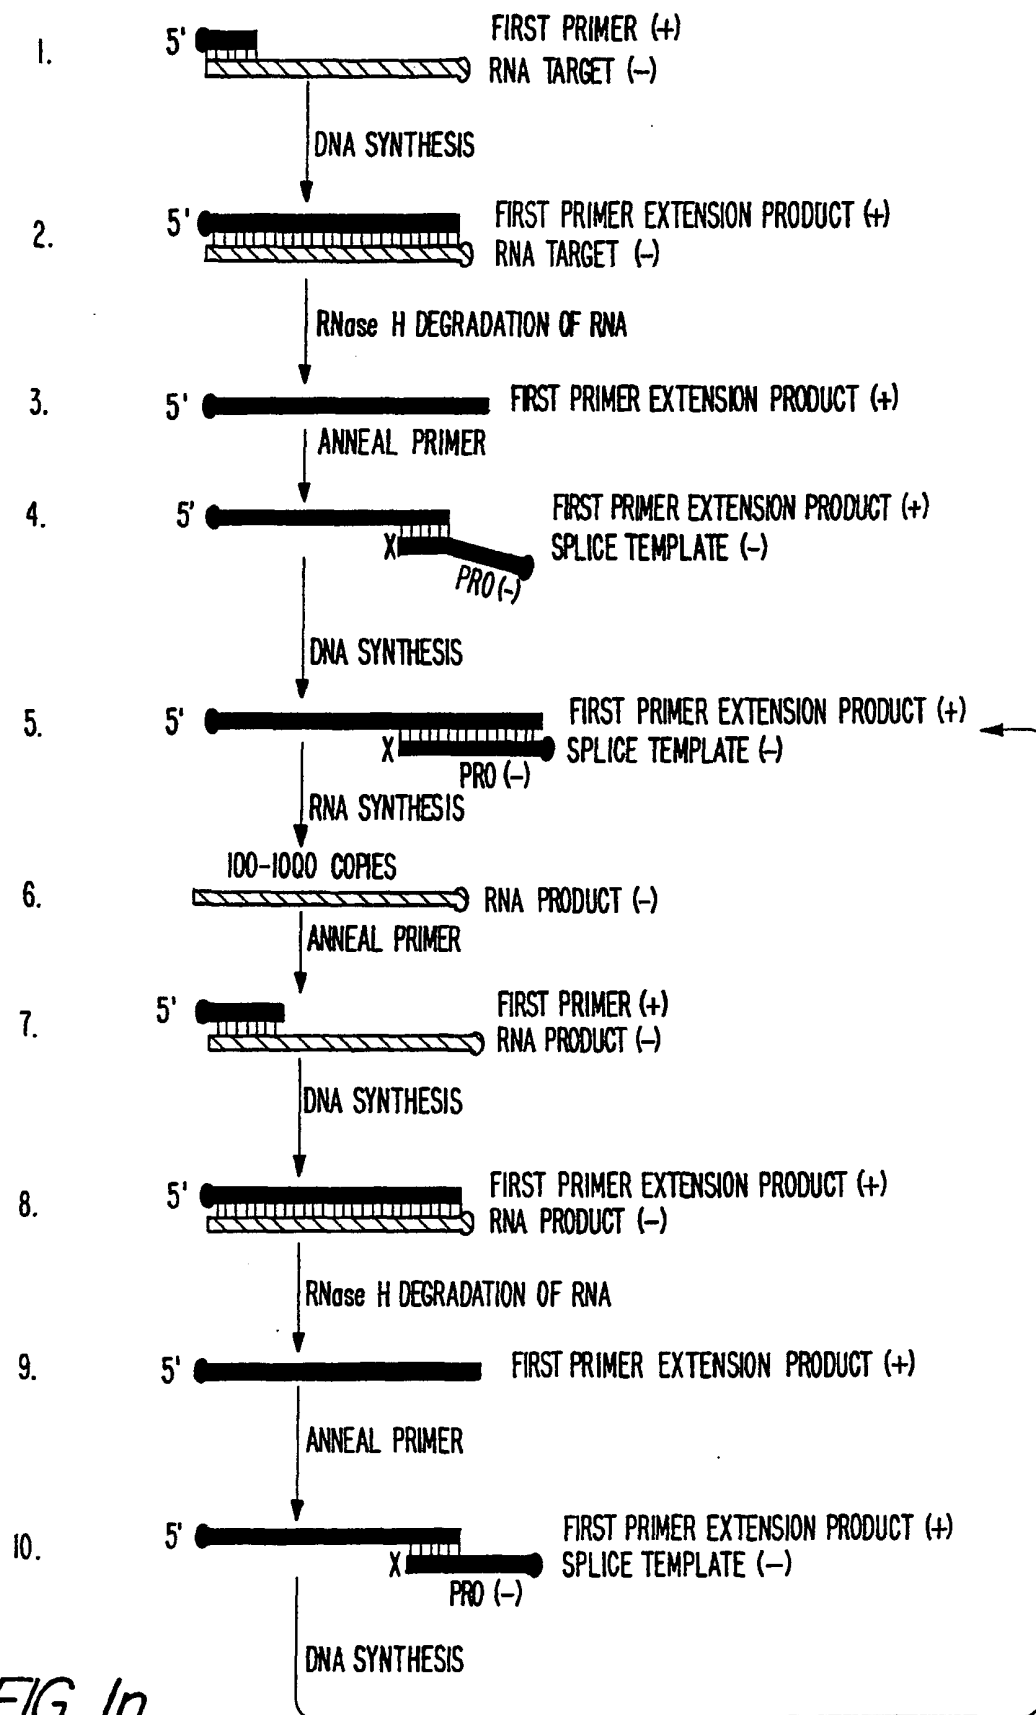 1.
5'
FIRST PRIMER (+)
RNA TARGET (-)
DNA SYNTHESIS
2.
5'
FIRST PRIMER EXTENSION PRODUCT (+)
RNA TARGET (-)
RNase H DEGRADATION OF RNA
3.
5'
FIRST PRIMER EXTENSION PRODUCT (+)
ANNEAL PRIMER
4.
5'
FIRST PRIMER EXTENSION PRODUCT (+)
X
SPLICE TEMPLATE (-)
PRO (-)
DNA SYNTHESIS
5.
5'
FIRST PRIMER EXTENSION PRODUCT (+)
X
SPLICE TEMPLATE (-)
PRO (-)
RNA SYNTHESIS
100-1000 COPIES
6.
RNA PRODUCT (-)
ANNEAL PRIMER
7.
5'
FIRST PRIMER (+)
RNA PRODUCT (-)
DNA SYNTHESIS
8.
5'
FIRST PRIMER EXTENSION PRODUCT (+)
RNA PRODUCT (-)
RNase H DEGRADATION OF RNA
9.
5'
FIRST PRIMER EXTENSION PRODUCT (+)
ANNEAL PRIMER
10.
5'
FIRST PRIMER EXTENSION PRODUCT (+)
X
SPLICE TEMPLATE (-)
PRO (-)
DNA SYNTHESIS
FIG. In